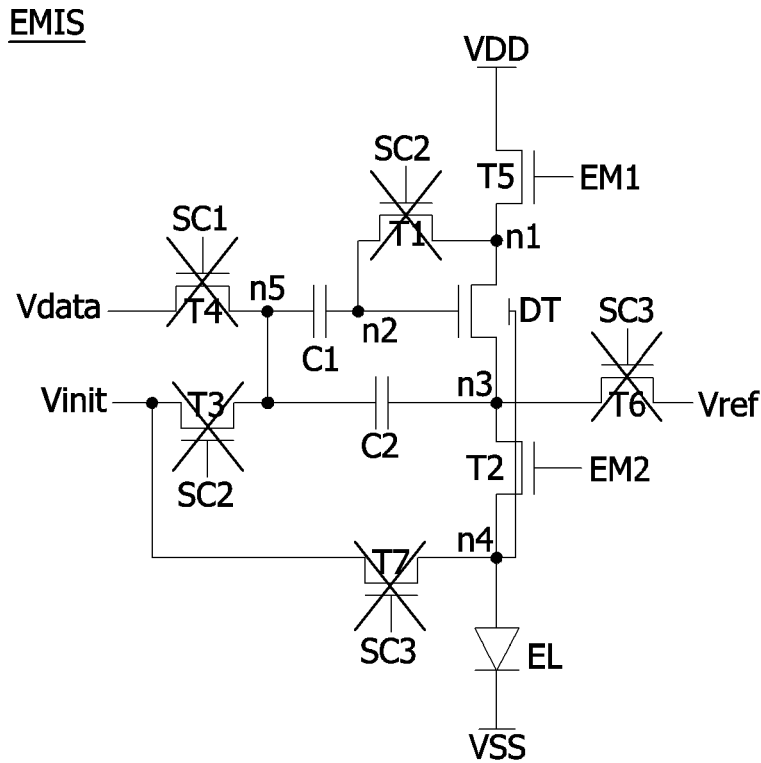 EMIS
VDD
SC2
T5
EM1
SC1
T1
n1
n5
Vdata
T4
n2
DT
SC3
C1
n3
Vinit
T3
T6
Vref
C2
T2
EM2
SC2
n4
T7
SC3
EL
VSS